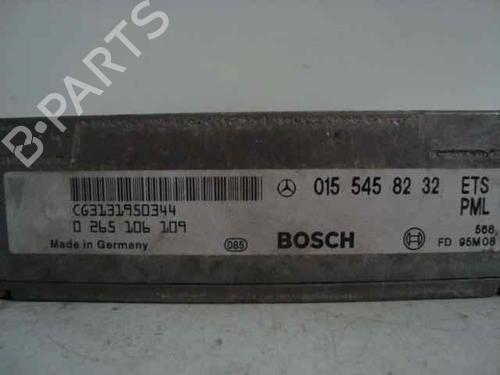 B-PARTS
015 545 82 32 ETS
PML
CG3131950344
0 265 106 109
Made in Germany
085
BOSCH
568
FD 95M08